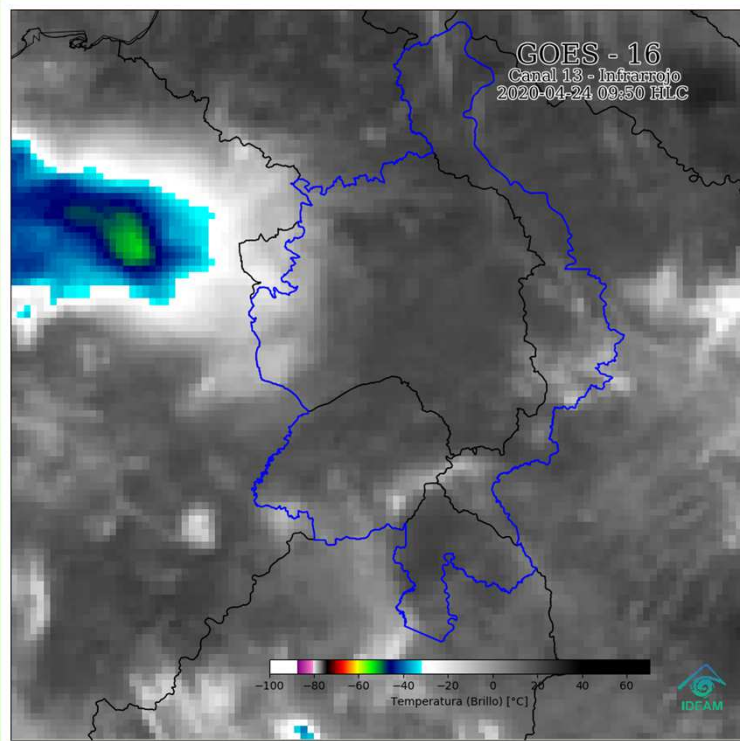 GOES - 16
Canal 13 - Infrarrojo
2020-04-24 09:50 HLC
−100 −80 −60 −40 −20 0 20 40 60
Temperatura (Brillo) [°C]
IDEAM